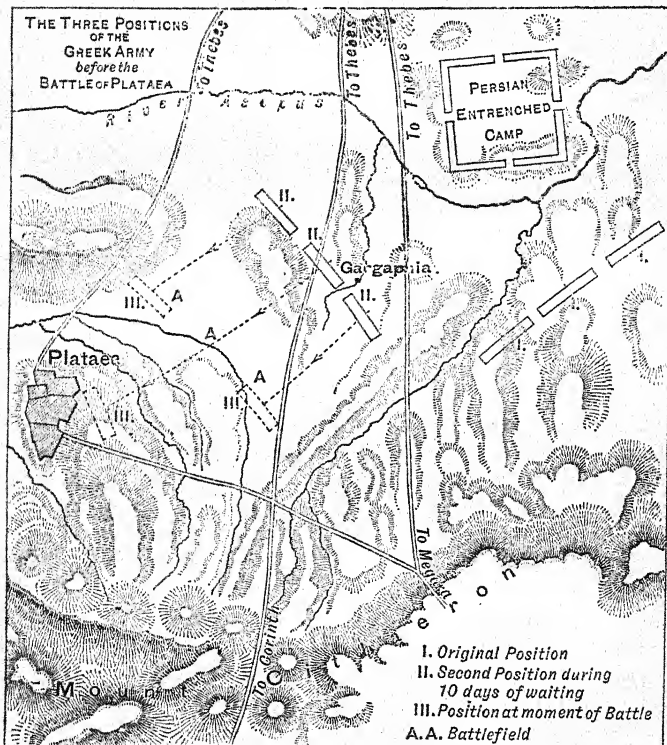 THE THREE POSITIONS
OF THE
GREEK ARMY
before the
BATTLE OF PLATAEA
To Thebes
To Thebes
To Thebes
River Asopus
PERSIAN
ENTRENCHED
CAMP
II.
II.
I.
Gargaphia
III.
A
II.
I.
A
I.
Plataea
A
III.
III.
To Megara
To Corinth
Mount C eron
I. Original Position
II. Second Position during
10 days of waiting
III. Position at moment of Battle
A.A. Battlefield